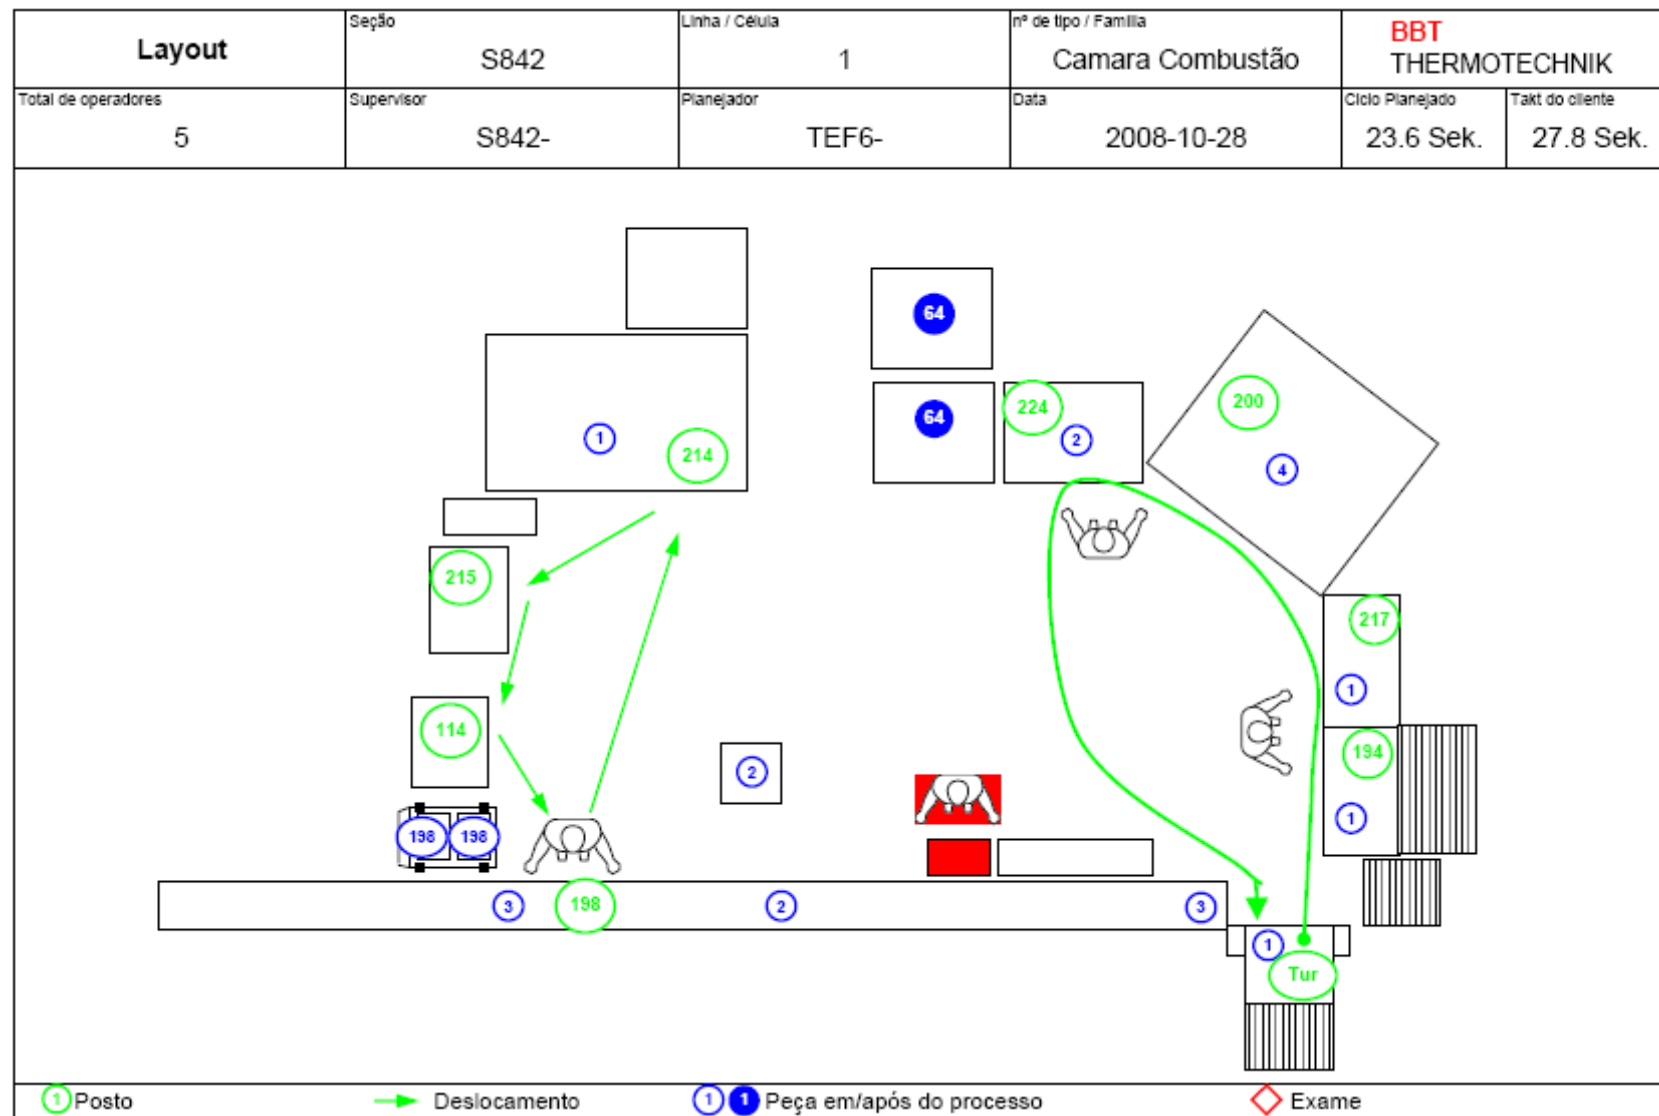 Layout
Seção
S842
Linha / Célula
1
nº de tipo / Familia
Camara Combustão
BBT
THERMOTECHNIK
Total de operadores
5
Supervisor
S842-
Planejador
TEF6-
Data
2008-10-28
Ciclo Planejado
23.6 Sek.
Takt do cliente
27.8 Sek.
64
200
64
224
2
1
214
4
215
217
1
114
194
2
1
198 198
3 198 2 3
1
Tur
1 Posto
Deslocamento
1 1 Peça em/após do processo
Exame